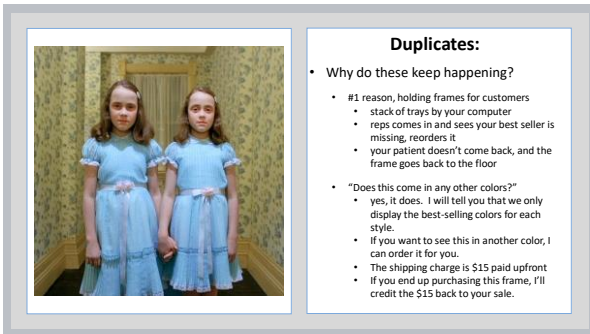 Duplicates:
• Why do these keep happening?
• #1 reason, holding frames for customers
• stack of trays by your computer
• reps comes in and sees your best seller is
missing, reorders it
• your patient doesn’t come back, and the
frame goes back to the floor
• “Does this come in any other colors?”
• yes, it does.  I will tell you that we only
display the best-selling colors for each
style.
• If you want to see this in another color, I
can order it for you.
• The shipping charge is $15 paid upfront
• If you end up purchasing this frame, I’ll
credit the $15 back to your sale.